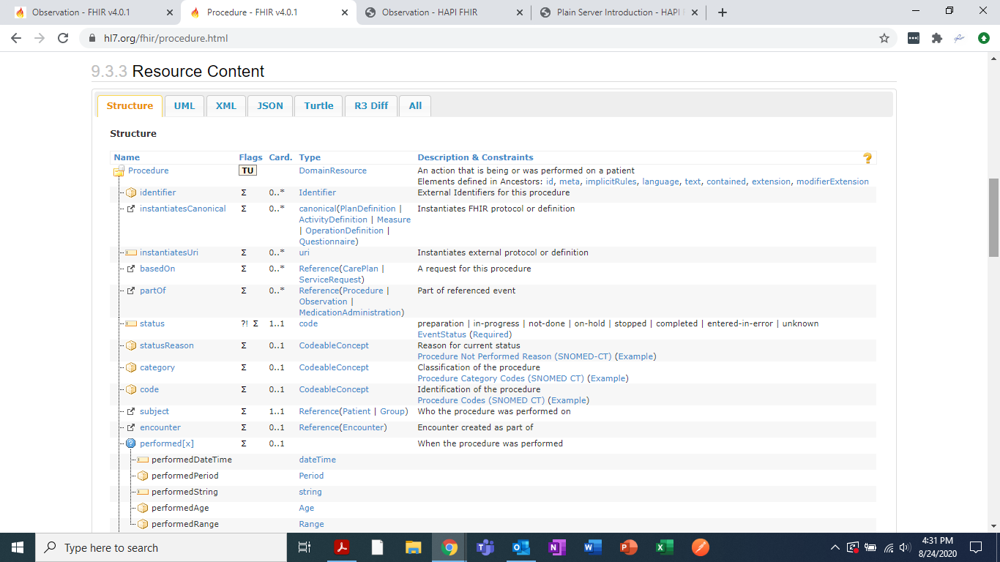 Observation - FHIR v4.0.1
Procedure - FHIR v4.0.1
Observation - HAPI FHIR
Plain Server Introduction - HAPI F
hl7.org/fhir/procedure.html
9.3.3 Resource Content
Structure UML XML JSON Turtle R3 Diff All
Structure
Name Flags Card. Type Description & Constraints ?
Procedure TU DomainResource An action that is being or was performed on a patient
Elements defined in Ancestors: id, meta, implicitRules, language, text, contained, extension, modifierExtension
identifier Σ 0..* Identifier External Identifiers for this procedure
instantiatesCanonical Σ 0..* canonical(PlanDefinition | Instantiates FHIR protocol or definition
ActivityDefinition | Measure
| OperationDefinition |
Questionnaire)
instantiatesUri Σ 0..* uri Instantiates external protocol or definition
basedOn Σ 0..* Reference(CarePlan | A request for this procedure
ServiceRequest)
partOf Σ 0..* Reference(Procedure | Part of referenced event
Observation |
MedicationAdministration)
status ?! Σ 1..1 code preparation | in-progress | not-done | on-hold | stopped | completed | entered-in-error | unknown
EventStatus (Required)
statusReason Σ 0..1 CodeableConcept Reason for current status
Procedure Not Performed Reason (SNOMED-CT) (Example)
category Σ 0..1 CodeableConcept Classification of the procedure
Procedure Category Codes (SNOMED CT) (Example)
code Σ 0..1 CodeableConcept Identification of the procedure
Procedure Codes (SNOMED CT) (Example)
subject Σ 1..1 Reference(Patient | Group) Who the procedure was performed on
encounter Σ 0..1 Reference(Encounter) Encounter created as part of
performed[x] Σ 0..1 When the procedure was performed
performedDateTime dateTime
performedPeriod Period
performedString string
performedAge Age
performedRange Range
Type here to search
4:31 PM
8/24/2020